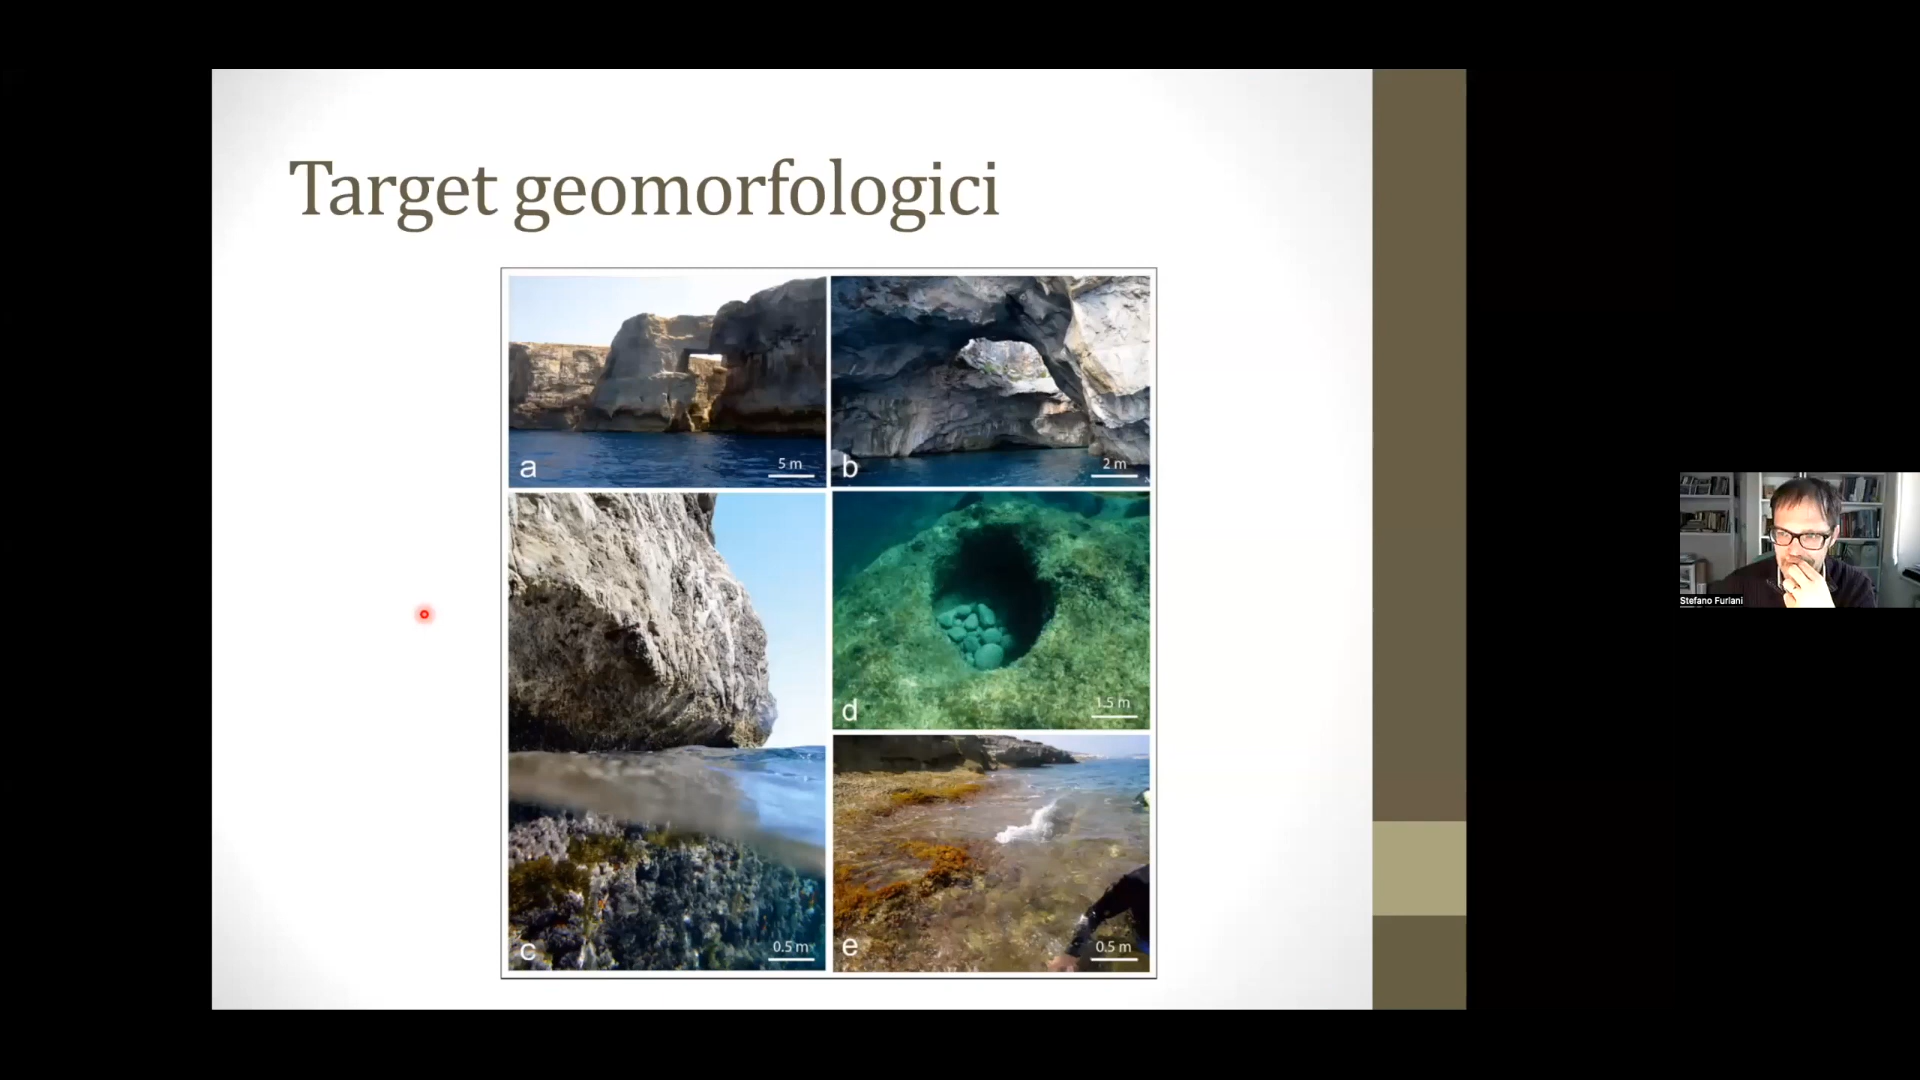 Target geomorfologici
a
5 m
b
2 m
c
0.5 m
d
1.5 m
e
0.5 m
Stefano Furlani